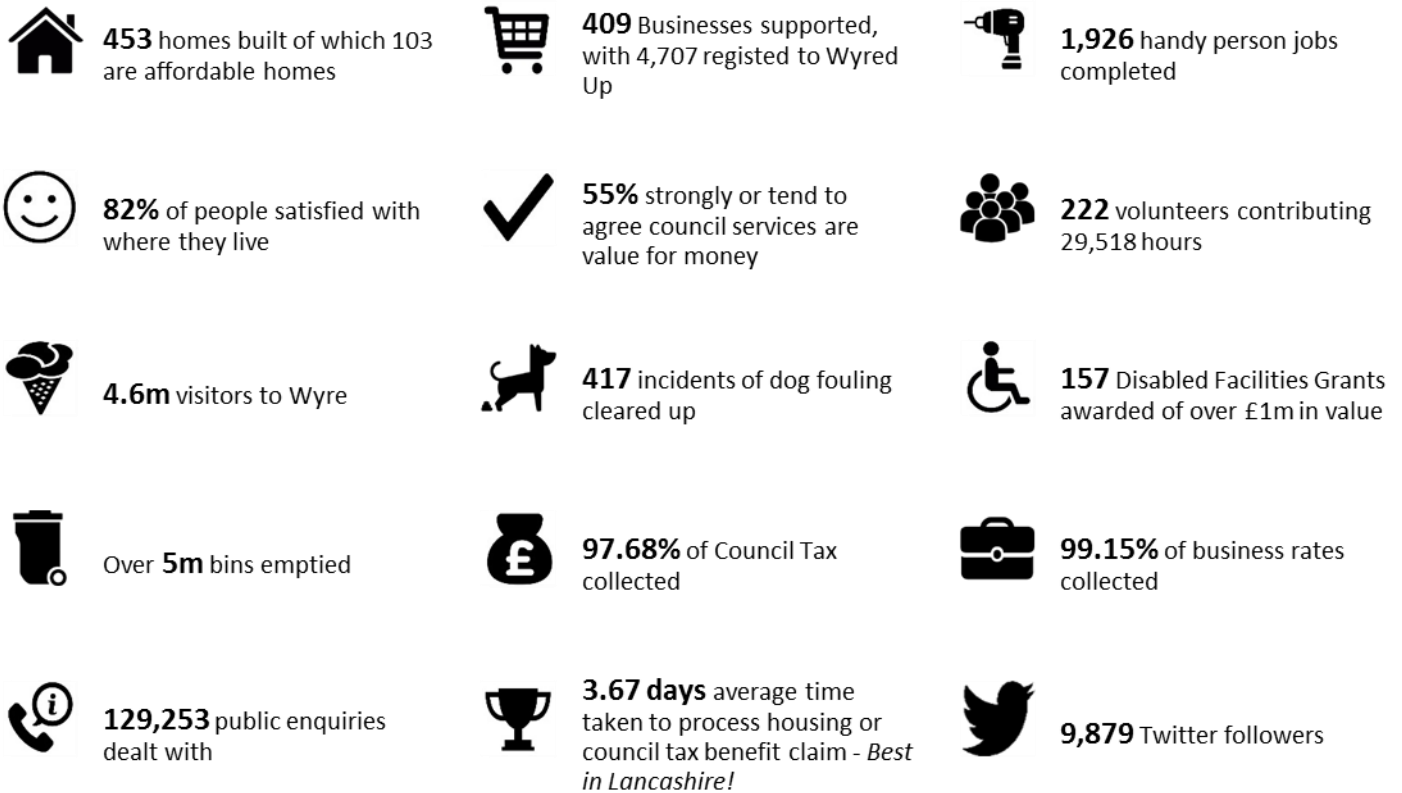 453 homes built of which 103
are affordable homes
409 Businesses supported,
with 4,707 registed to Wyred
Up
1,926 handy person jobs
completed
82% of people satisfied with
where they live
55% strongly or tend to
agree council services are
value for money
222 volunteers contributing
29,518 hours
4.6m visitors to Wyre
417 incidents of dog fouling
cleared up
157 Disabled Facilities Grants
awarded of over £1m in value
Over 5m bins emptied
£
97.68% of Council Tax
collected
99.15% of business rates
collected
i
129,253 public enquiries
dealt with
3.67 days average time
taken to process housing or
council tax benefit claim - Best
in Lancashire!
9,879 Twitter followers